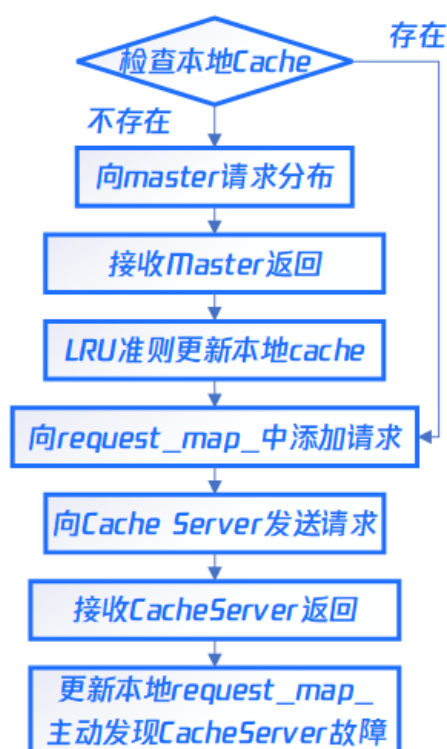 检查本地Cache
存在
不存在
向master请求分布
接收Master返回
LRU准则更新本地cache
向request_map_中添加请求
向Cache Server发送请求
接收CacheServer返回
更新本地request_map_
主动发现CacheServer故障